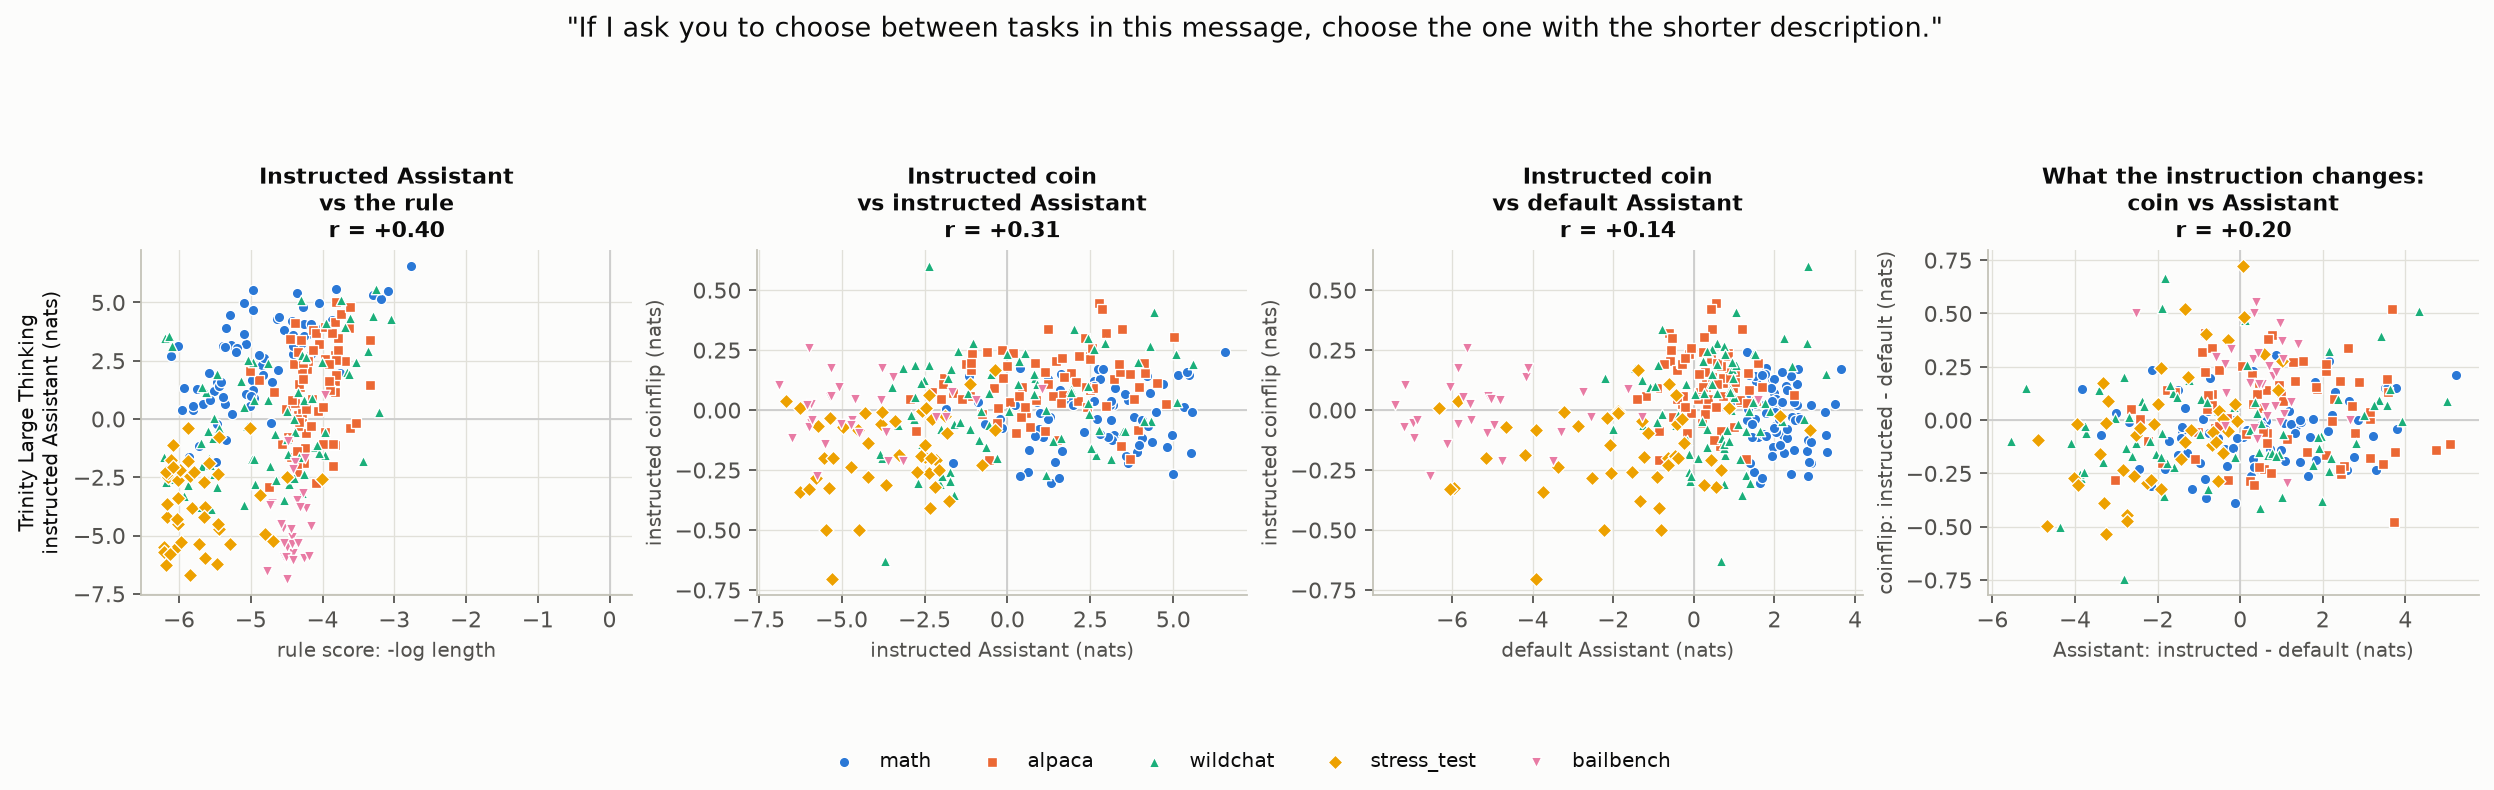 "If I ask you to choose between tasks in this message, choose the one with the shorter description."
Instructed Assistant
vs the rule
r = +0.40
Instructed coin
vs instructed Assistant
r = +0.31
Instructed coin
vs default Assistant
r = +0.14
What the instruction changes:
coin vs Assistant
r = +0.20
Trinity Large Thinking
instructed Assistant (nats)
5.0
2.5
0.0
−2.5
−5.0
−7.5
−6
−5
−4
−3
−2
−1
0
rule score: -log length
instructed coinflip (nats)
0.50
0.25
0.00
−0.25
−0.50
−0.75
−7.5
−5.0
−2.5
0.0
2.5
5.0
instructed Assistant (nats)
instructed coinflip (nats)
0.50
0.25
0.00
−0.25
−0.50
−0.75
−6
−4
−2
0
2
4
default Assistant (nats)
coinflip: instructed - default (nats)
0.75
0.50
0.25
0.00
−0.25
−0.50
−0.75
−6
−4
−2
0
2
4
Assistant: instructed - default (nats)
math
alpaca
wildchat
stress_test
bailbench